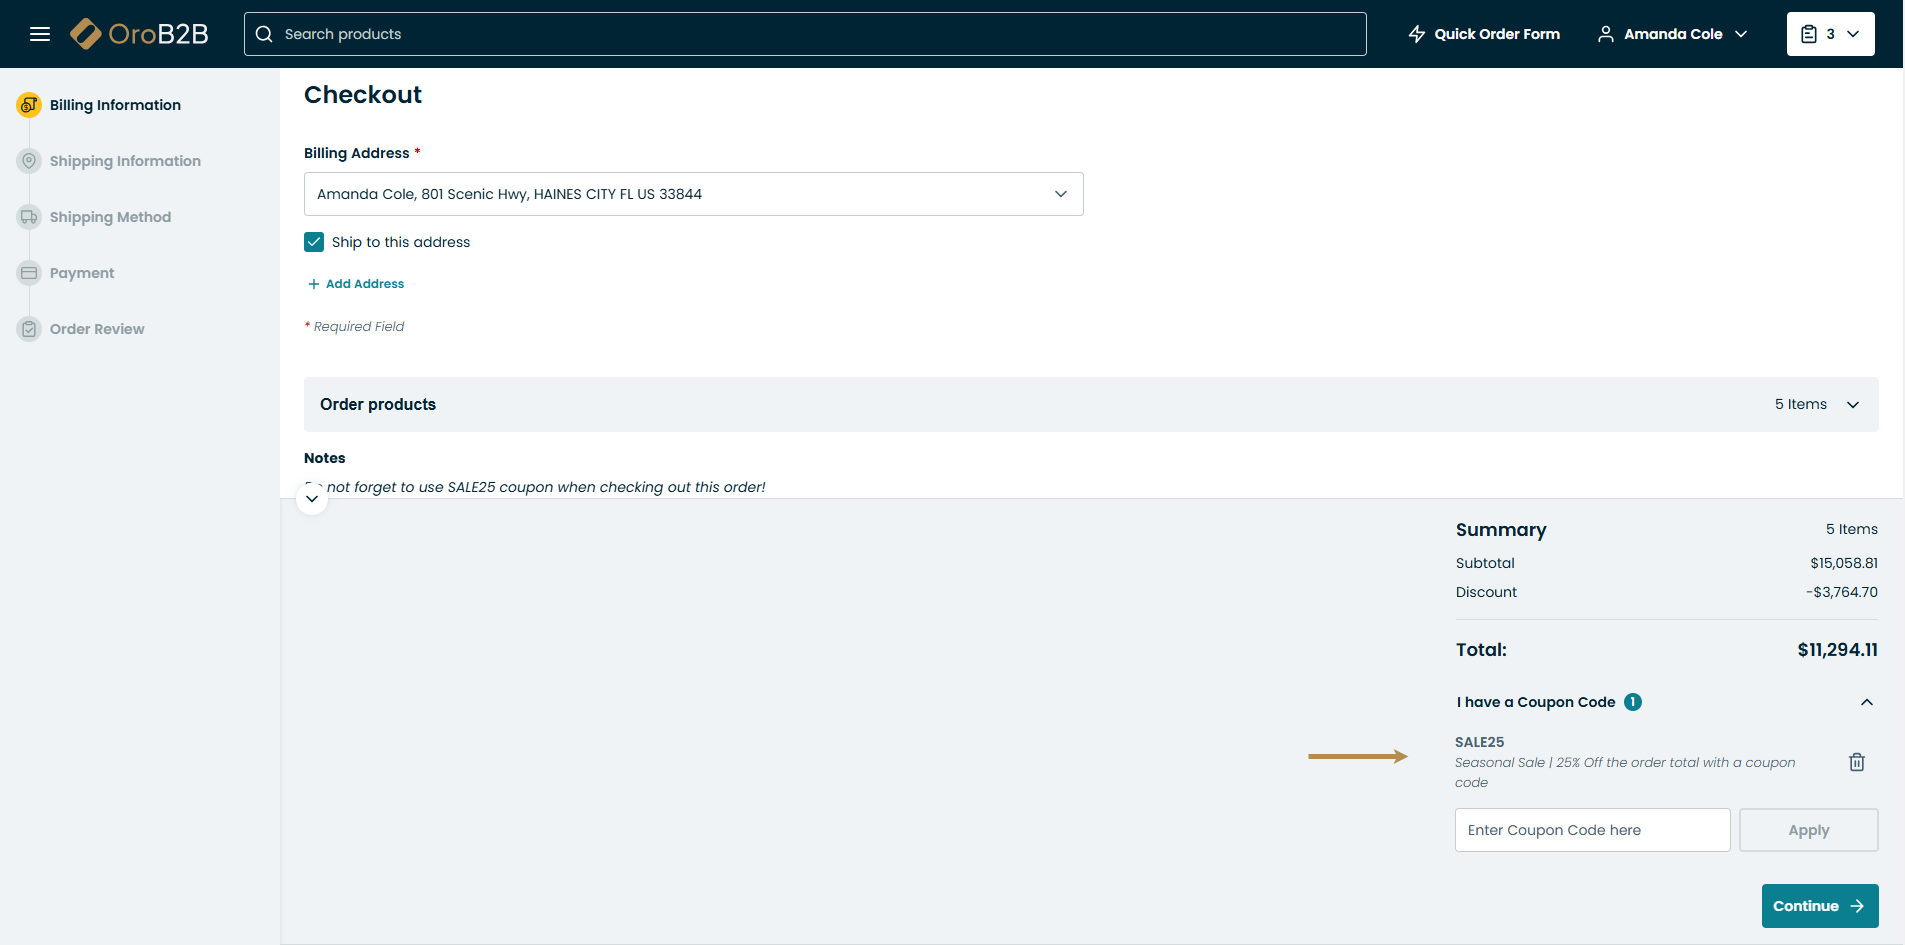 OroB2B
Search products
Quick Order Form
Amanda Cole
3
Billing Information
Shipping Information
Shipping Method
Payment
Order Review
Checkout
Billing Address *
Amanda Cole, 801 Scenic Hwy, HAINES CITY FL US 33844
Ship to this address
+ Add Address
* Required Field
Order products
5 Items
Notes
not forget to use SALE25 coupon when checking out this order!
Summary
5 Items
Subtotal
$15,058.81
Discount
-$3,764.70
Total:
$11,294.11
I have a Coupon Code 1
SALE25
Seasonal Sale | 25% Off the order total with a coupon
code
Enter Coupon Code here
Apply
Continue